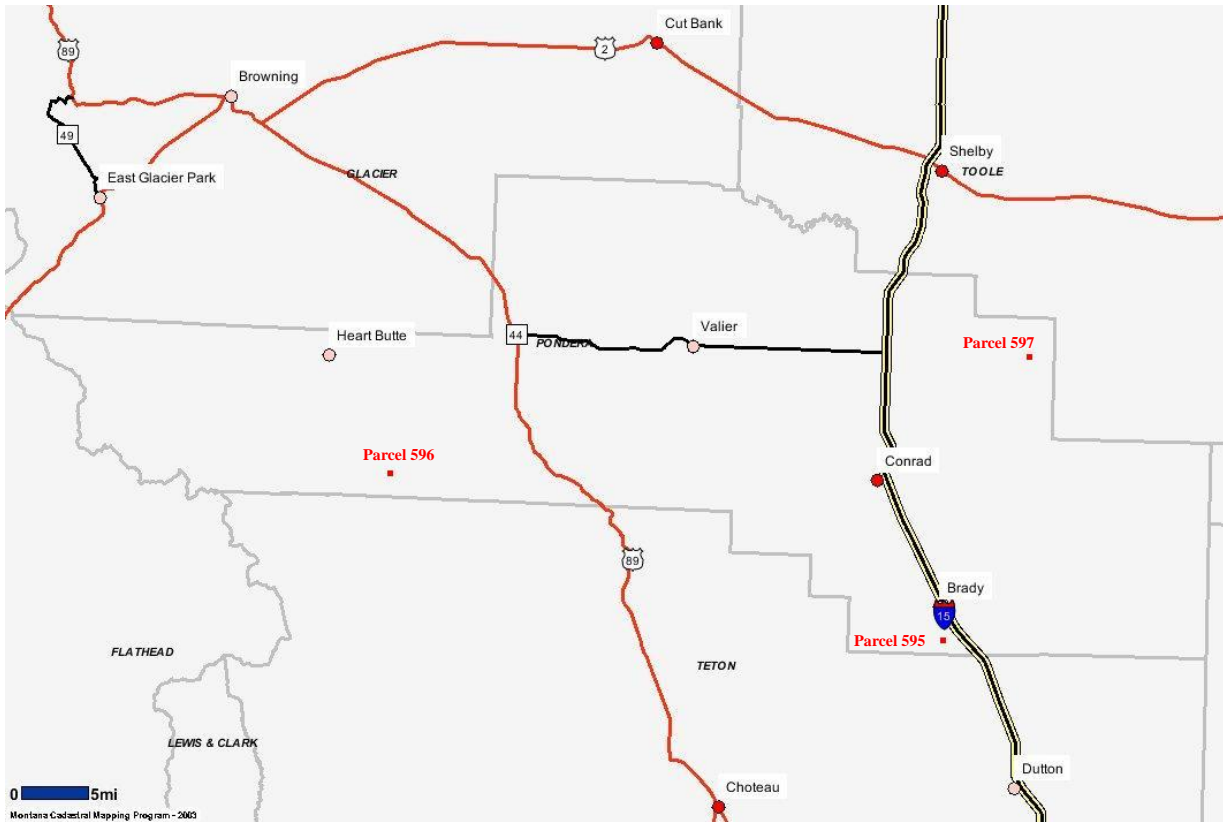 Cut Bank
89
2
Browning
49
Shelby
East Glacier Park
GLACIER
TOOLE
Heart Butte
44
PONDERA
Valier
Parcel 597
Parcel 596
Conrad
89
Brady
15
Parcel 595
FLATHEAD
TETON
LEWIS & CLARK
Dutton
Choteau
0 5mi
Montana Cadastral Mapping Program - 2003